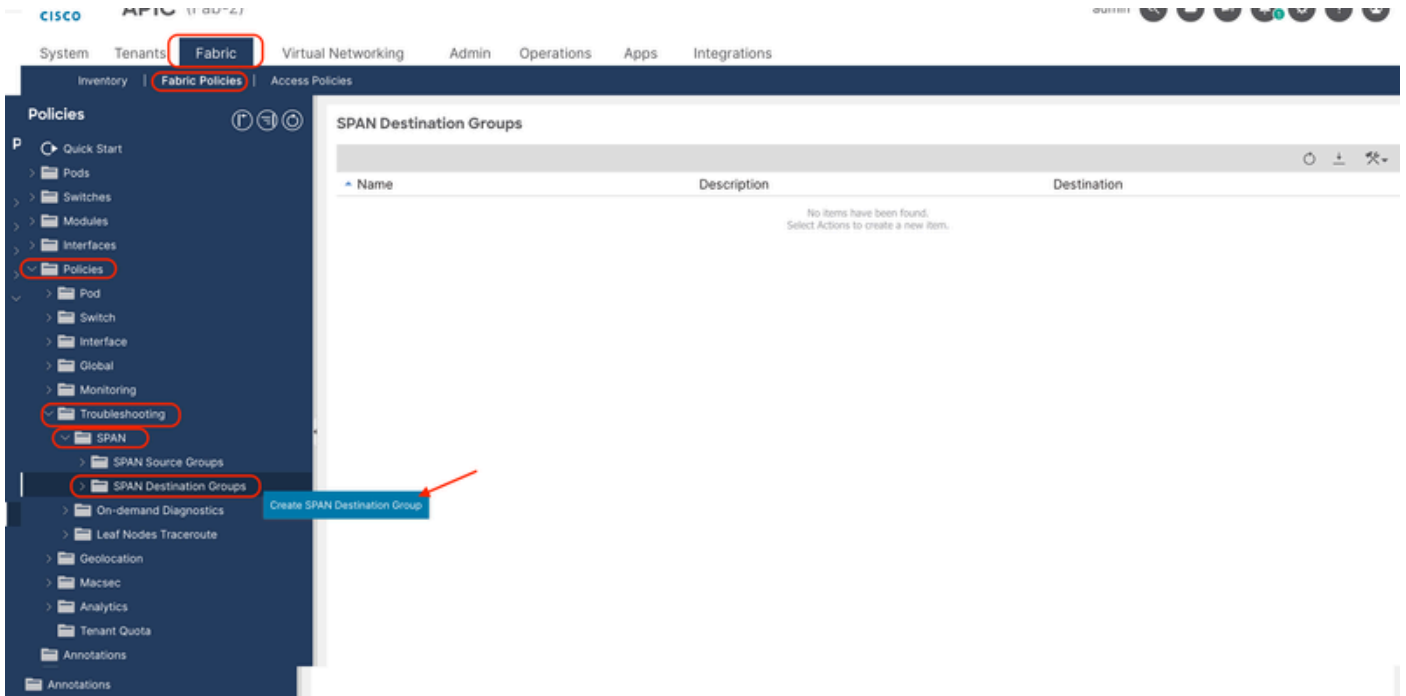 CISCO APIC (Fab-2) admin
System Tenants Fabric Virtual Networking Admin Operations Apps Integrations
Inventory | Fabric Policies | Access Policies
Policies
P
Quick Start
Pods
Switches
Modules
Interfaces
Policies
Pod
Switch
Interface
Global
Monitoring
Troubleshooting
SPAN
SPAN Source Groups
SPAN Destination Groups
On-demand Diagnostics
Leaf Nodes Traceroute
Geolocation
Macsec
Analytics
Tenant Quota
Annotations
Annotations
Create SPAN Destination Group
SPAN Destination Groups
Name Description Destination
No items have been found.
Select Actions to create a new item.